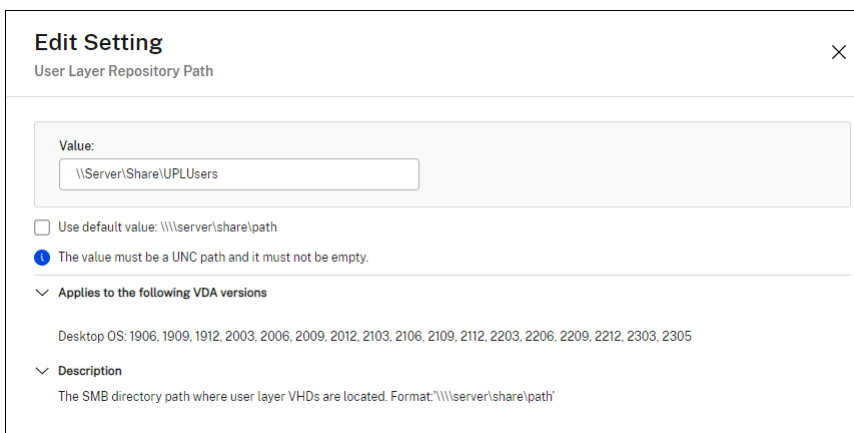 Edit Setting
User Layer Repository Path
Value:
\\Server\Share\UPLUsers
Use default value: \\\\server\share\path
The value must be a UNC path and it must not be empty.
Applies to the following VDA versions
Desktop OS: 1906, 1909, 1912, 2003, 2006, 2009, 2012, 2103, 2106, 2109, 2112, 2203, 2206, 2209, 2212, 2303, 2305
Description
The SMB directory path where user layer VHDs are located. Format:'\\\\server\share\path'